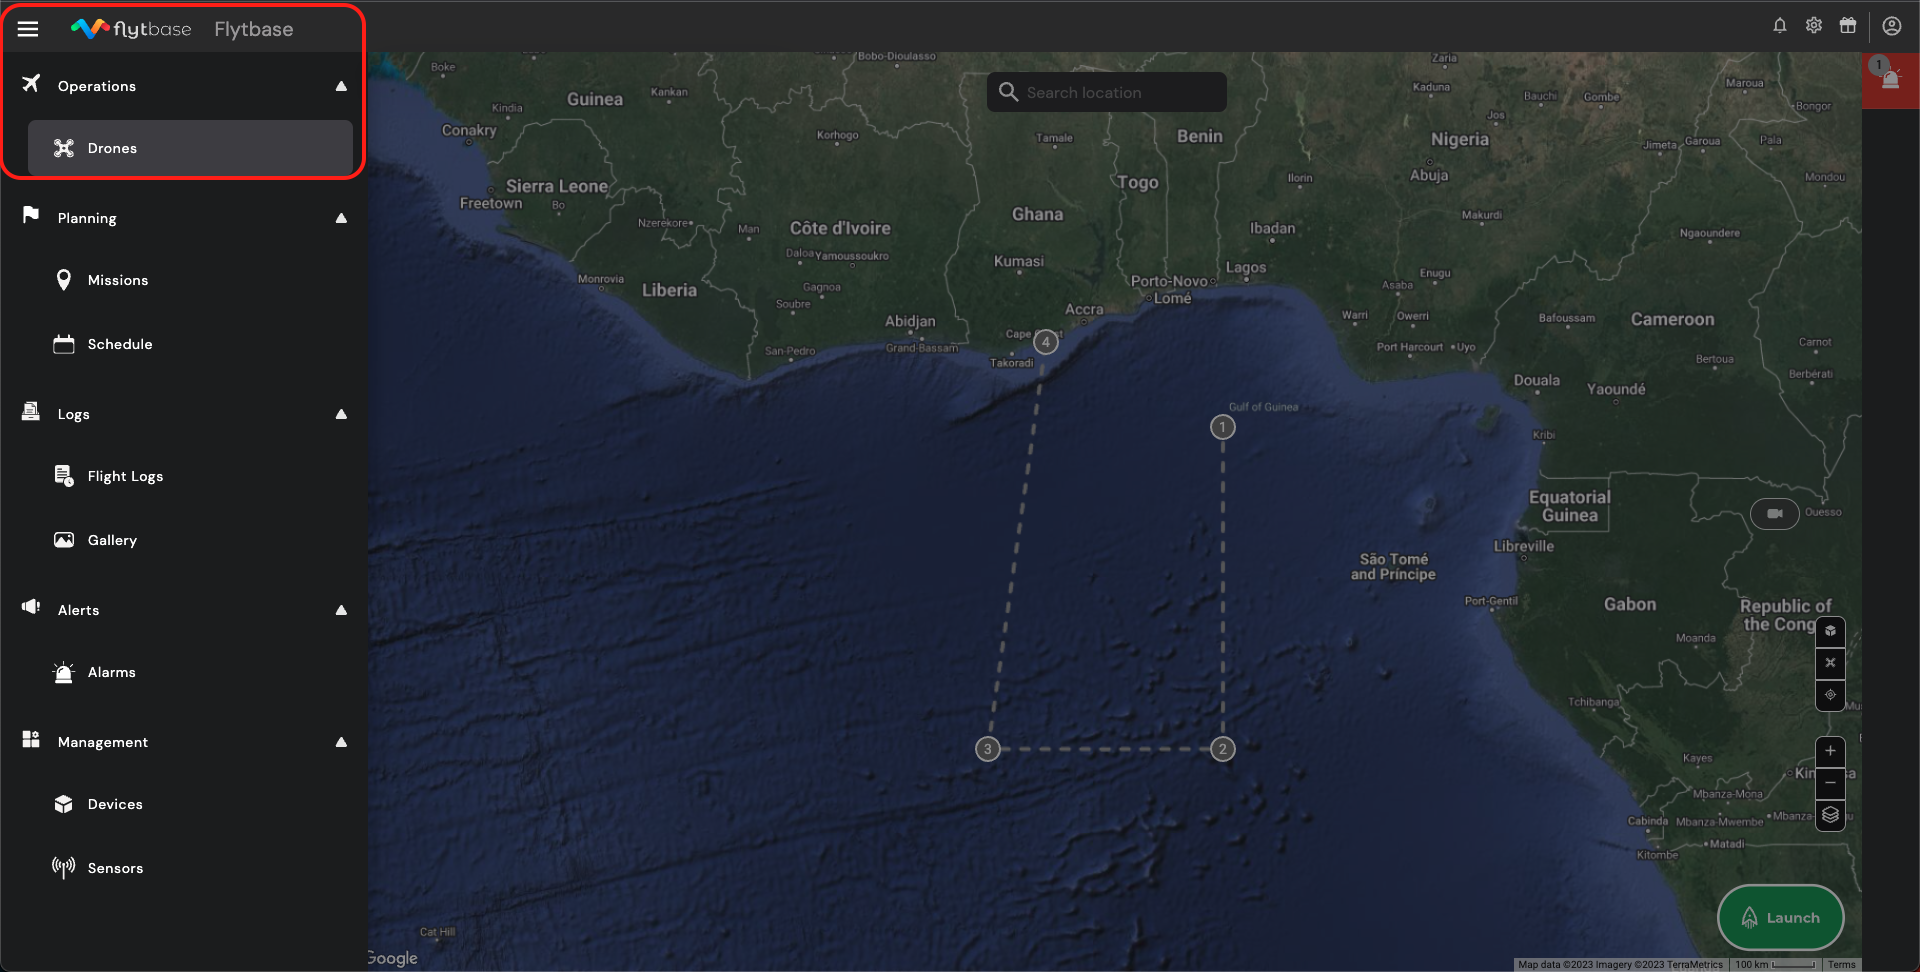 flytbase Flytbase
Operations
Drones
Planning
Missions
Schedule
Logs
Flight Logs
Gallery
Alerts
Alarms
Management
Devices
Sensors
Search location
1
Boke
Bobo-Dioulasso
Zaria
Kindia
Guinea
Kankan
Kaduna
Bauchi
Gombe
Maroua
Bongor
Conakry
Korhogo
Tamale
Benin
Jos
Nigeria
Jimeta
Garoua
Pala
Sierra Leone
Togo
Ilorin
Abuja
Moundou
Freetown
Bo
Ghana
Makurdi
Nzerekore
Man
Côte d'Ivoire
Ibadan
Ngaoundere
Daloa
Yamoussoukro
Kumasi
Lagos
Enugu
Monrovia
Liberia
Gagnoa
Porto-Novo
Asaba
Soubre
Lomé
Accra
Abidjan
Warri
Owerri
Bafoussam
Cameroon
Cape
4
San-Pedro
Grand-Bassam
Takoradi
Port Harcourt
Uyo
Bertoua
Carnot
Berbérati
Douala
Yaoundé
Gulf of Guinea
1
Kribi
Equatorial
Guinea
Ouesso
Libreville
São Tomé
and Príncipe
Port-Gentil
Gabon
Republic of
the Cong
Moanda
Tchibanga
3
2
Kayes
Mbanza-Mona
Cabinda
Mbanza-Mwembe
Matadi
Kitombe
Launch
Cat Hill
Google
Map data ©2023 Imagery ©2023 TerraMetrics
100 km
Terms